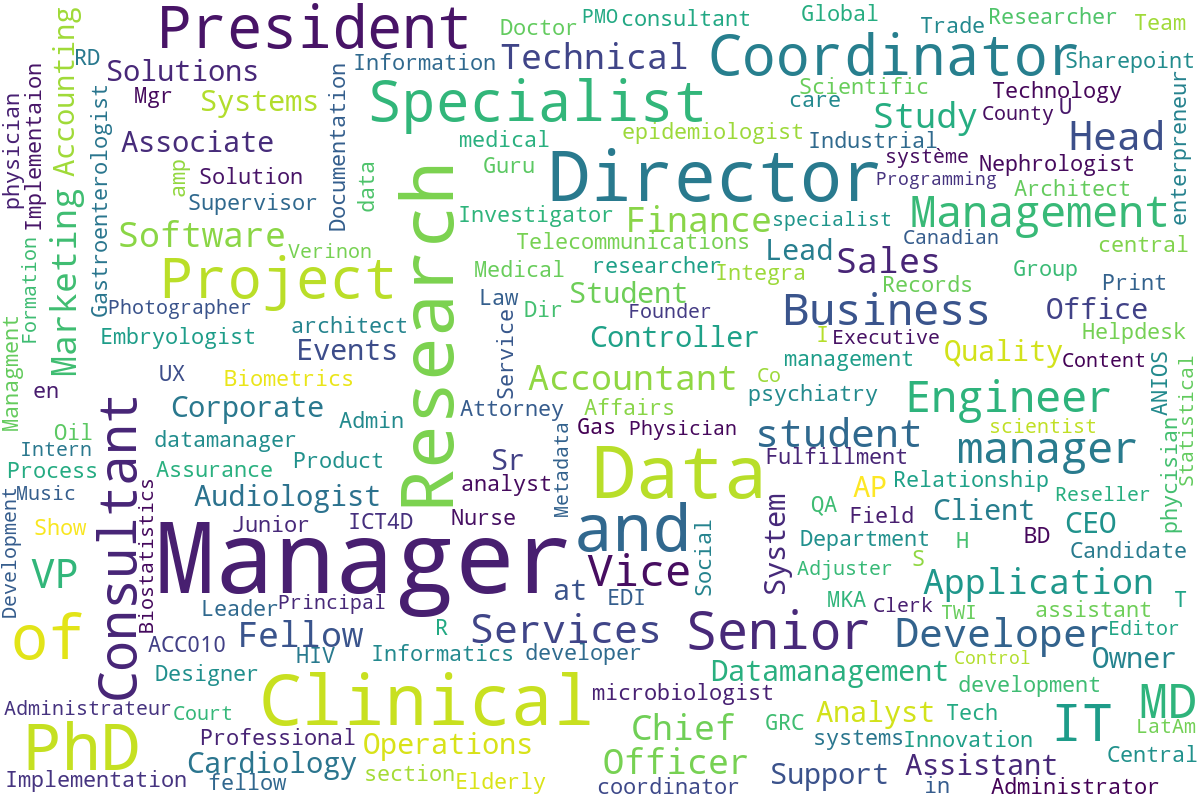 President
Doctor
PMO
consultant
Global
Trade
Researcher
Team
Accounting
RD
Solutions
Information
Technical
Coordinator
Sharepoint
Mgr
Systems
Specialist
Scientific
care
Study
Technology
County
U
physician
Implementaion
Gastroenterologist
Associate
Documentation
medical
epidemiologist
Industrial
Head
enterpreneur
amp
data
Solution
Guru
Director
système
Nephrologist
Programming
Architect
Supervisor
Research
Investigator
Finance
specialist
Management
Marketing
Software
Verinon
Telecommunications
Lead
Canadian
central
Formation
Project
Medical
researcher
Integra
Sales
Records
Group
Print
Student
Photographer
Law
Dir
Founder
Business
Office
Managment
Embryologist
architect
Service
Controller
I
Executive
Helpdesk
Events
management
Quality
Content
en
UX
Biometrics
Accountant
Co
psychiatry
Engineer
ANIOS
statistical
Corporate
Admin
Attorney
Affairs
Oil
datamanager
Gas
Physician
student
scientist
manager
Intern
Consultant
Product
Sr
Metadata
Fulfillment
phycisian
Process
Assurance
analyst
Data
Relationship
Music
Audiologist
AP
Reseller
Development
Biostatistics
Show
Junior
ICT4D
Nurse
and
Social
System
QA
Field
Client
CEO
Manager
Department
H
BD
Candidate
VP
Vice
Adjuster
S
Application
at
EDI
Leader
Principal
MKA
Clerk
TWI
assistant
T
of
ACC010
Fellow
R
Services
Senior
Developer
Editor
HIV
Informatics
developer
Control
Owner
Designer
Datamanagement
Clinical
microbiologist
development
MD
Administrateur
Court
Chief
GRC
Analyst
Tech
IT
LatAm
PhD
Professional
Operations
systems
Innovation
Central
Cardiology
Officer
Support
Assistant
Implementation
fellow
section
Elderly
coordinator
in
Administrator